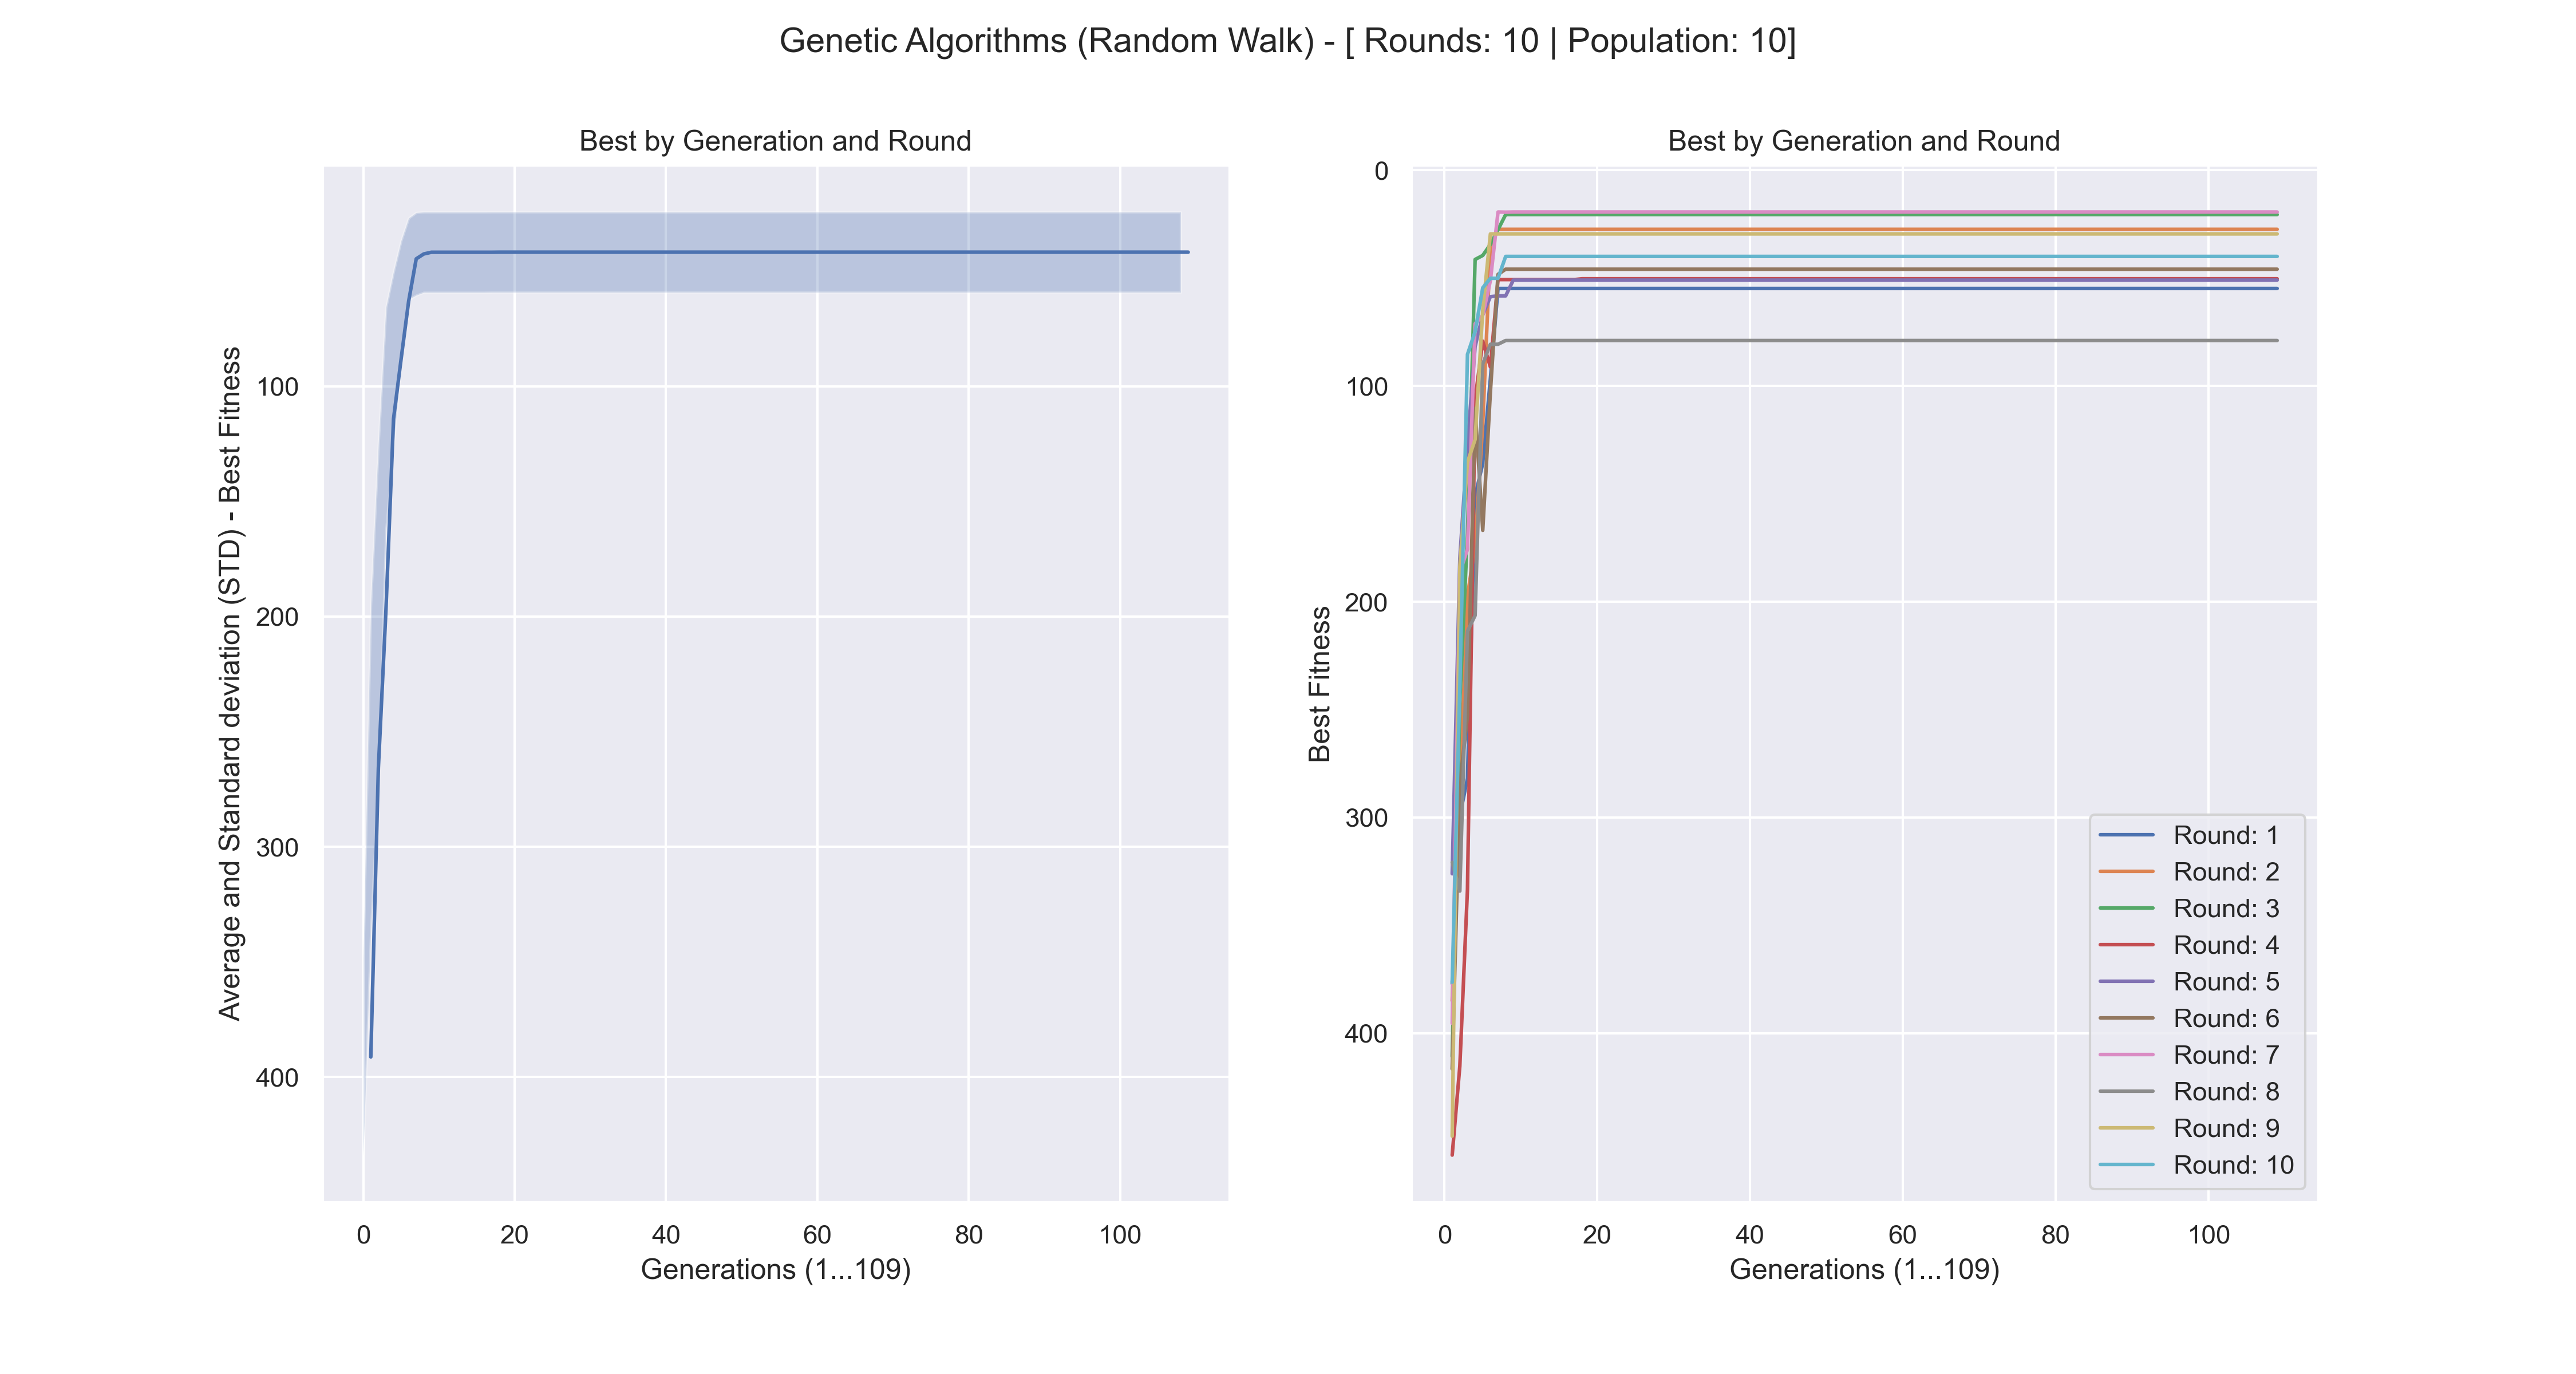 Genetic Algorithms (Random Walk) - [ Rounds: 10 | Population: 10]
Best by Generation and Round
Average and Standard deviation (STD) - Best Fitness
100
200
300
400
0
20
40
60
80
100
Generations (1...109)
Best by Generation and Round
Best Fitness
0
100
200
300
400
0
20
40
60
80
100
Generations (1...109)
Round: 1
Round: 2
Round: 3
Round: 4
Round: 5
Round: 6
Round: 7
Round: 8
Round: 9
Round: 10